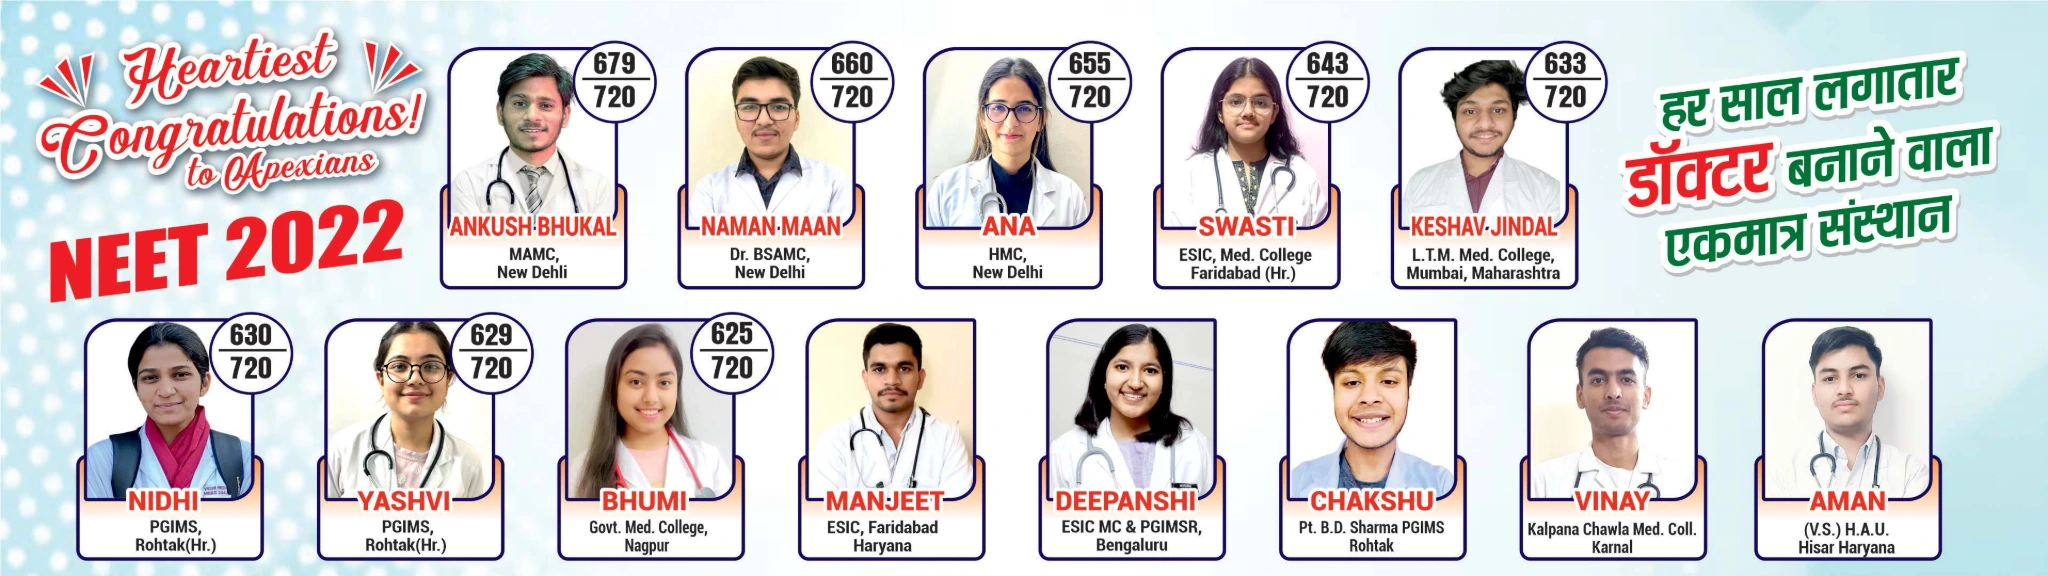 Heartiest
Congratulations!
to Apexians
NEET 2022
679
720
ANKUSH BHUKAL
MAMC,
New Dehli
660
720
NAMAN MAAN
Dr. BSAMC,
New Delhi
655
720
ANA
HMC,
New Delhi
643
720
SWASTI
ESIC, Med. College
Faridabad (Hr.)
633
720
KESHAV JINDAL
L.T.M. Med. College,
Mumbai, Maharashtra
हर साल लगातार
डॉक्टर बनाने वाला
एकमात्र संस्थान
630
720
NIDHI
PGIMS,
Rohtak(Hr.)
629
720
YASHVI
PGIMS,
Rohtak(Hr.)
625
720
BHUMI
Govt. Med. College,
Nagpur
MANJEET
ESIC, Faridabad
Haryana
DEEPANSHI
ESIC MC & PGIMSR,
Bengaluru
CHAKSHU
Pt. B.D. Sharma PGIMS
Rohtak
VINAY
Kalpana Chawla Med. Coll.
Karnal
AMAN
(V.S.) H.A.U.
Hisar Haryana